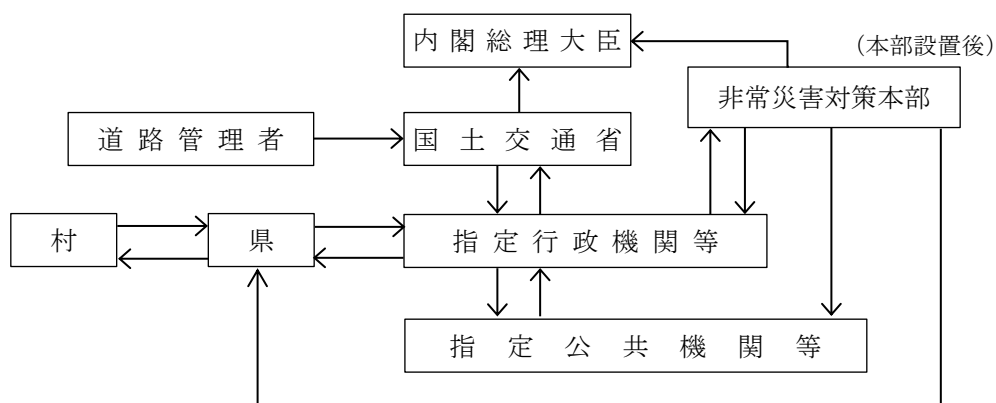 内閣総理大臣
(本部設置後)
非常災害対策本部
道路管理者
国土交通省
村
県
指定行政機関等
指定公共機関等